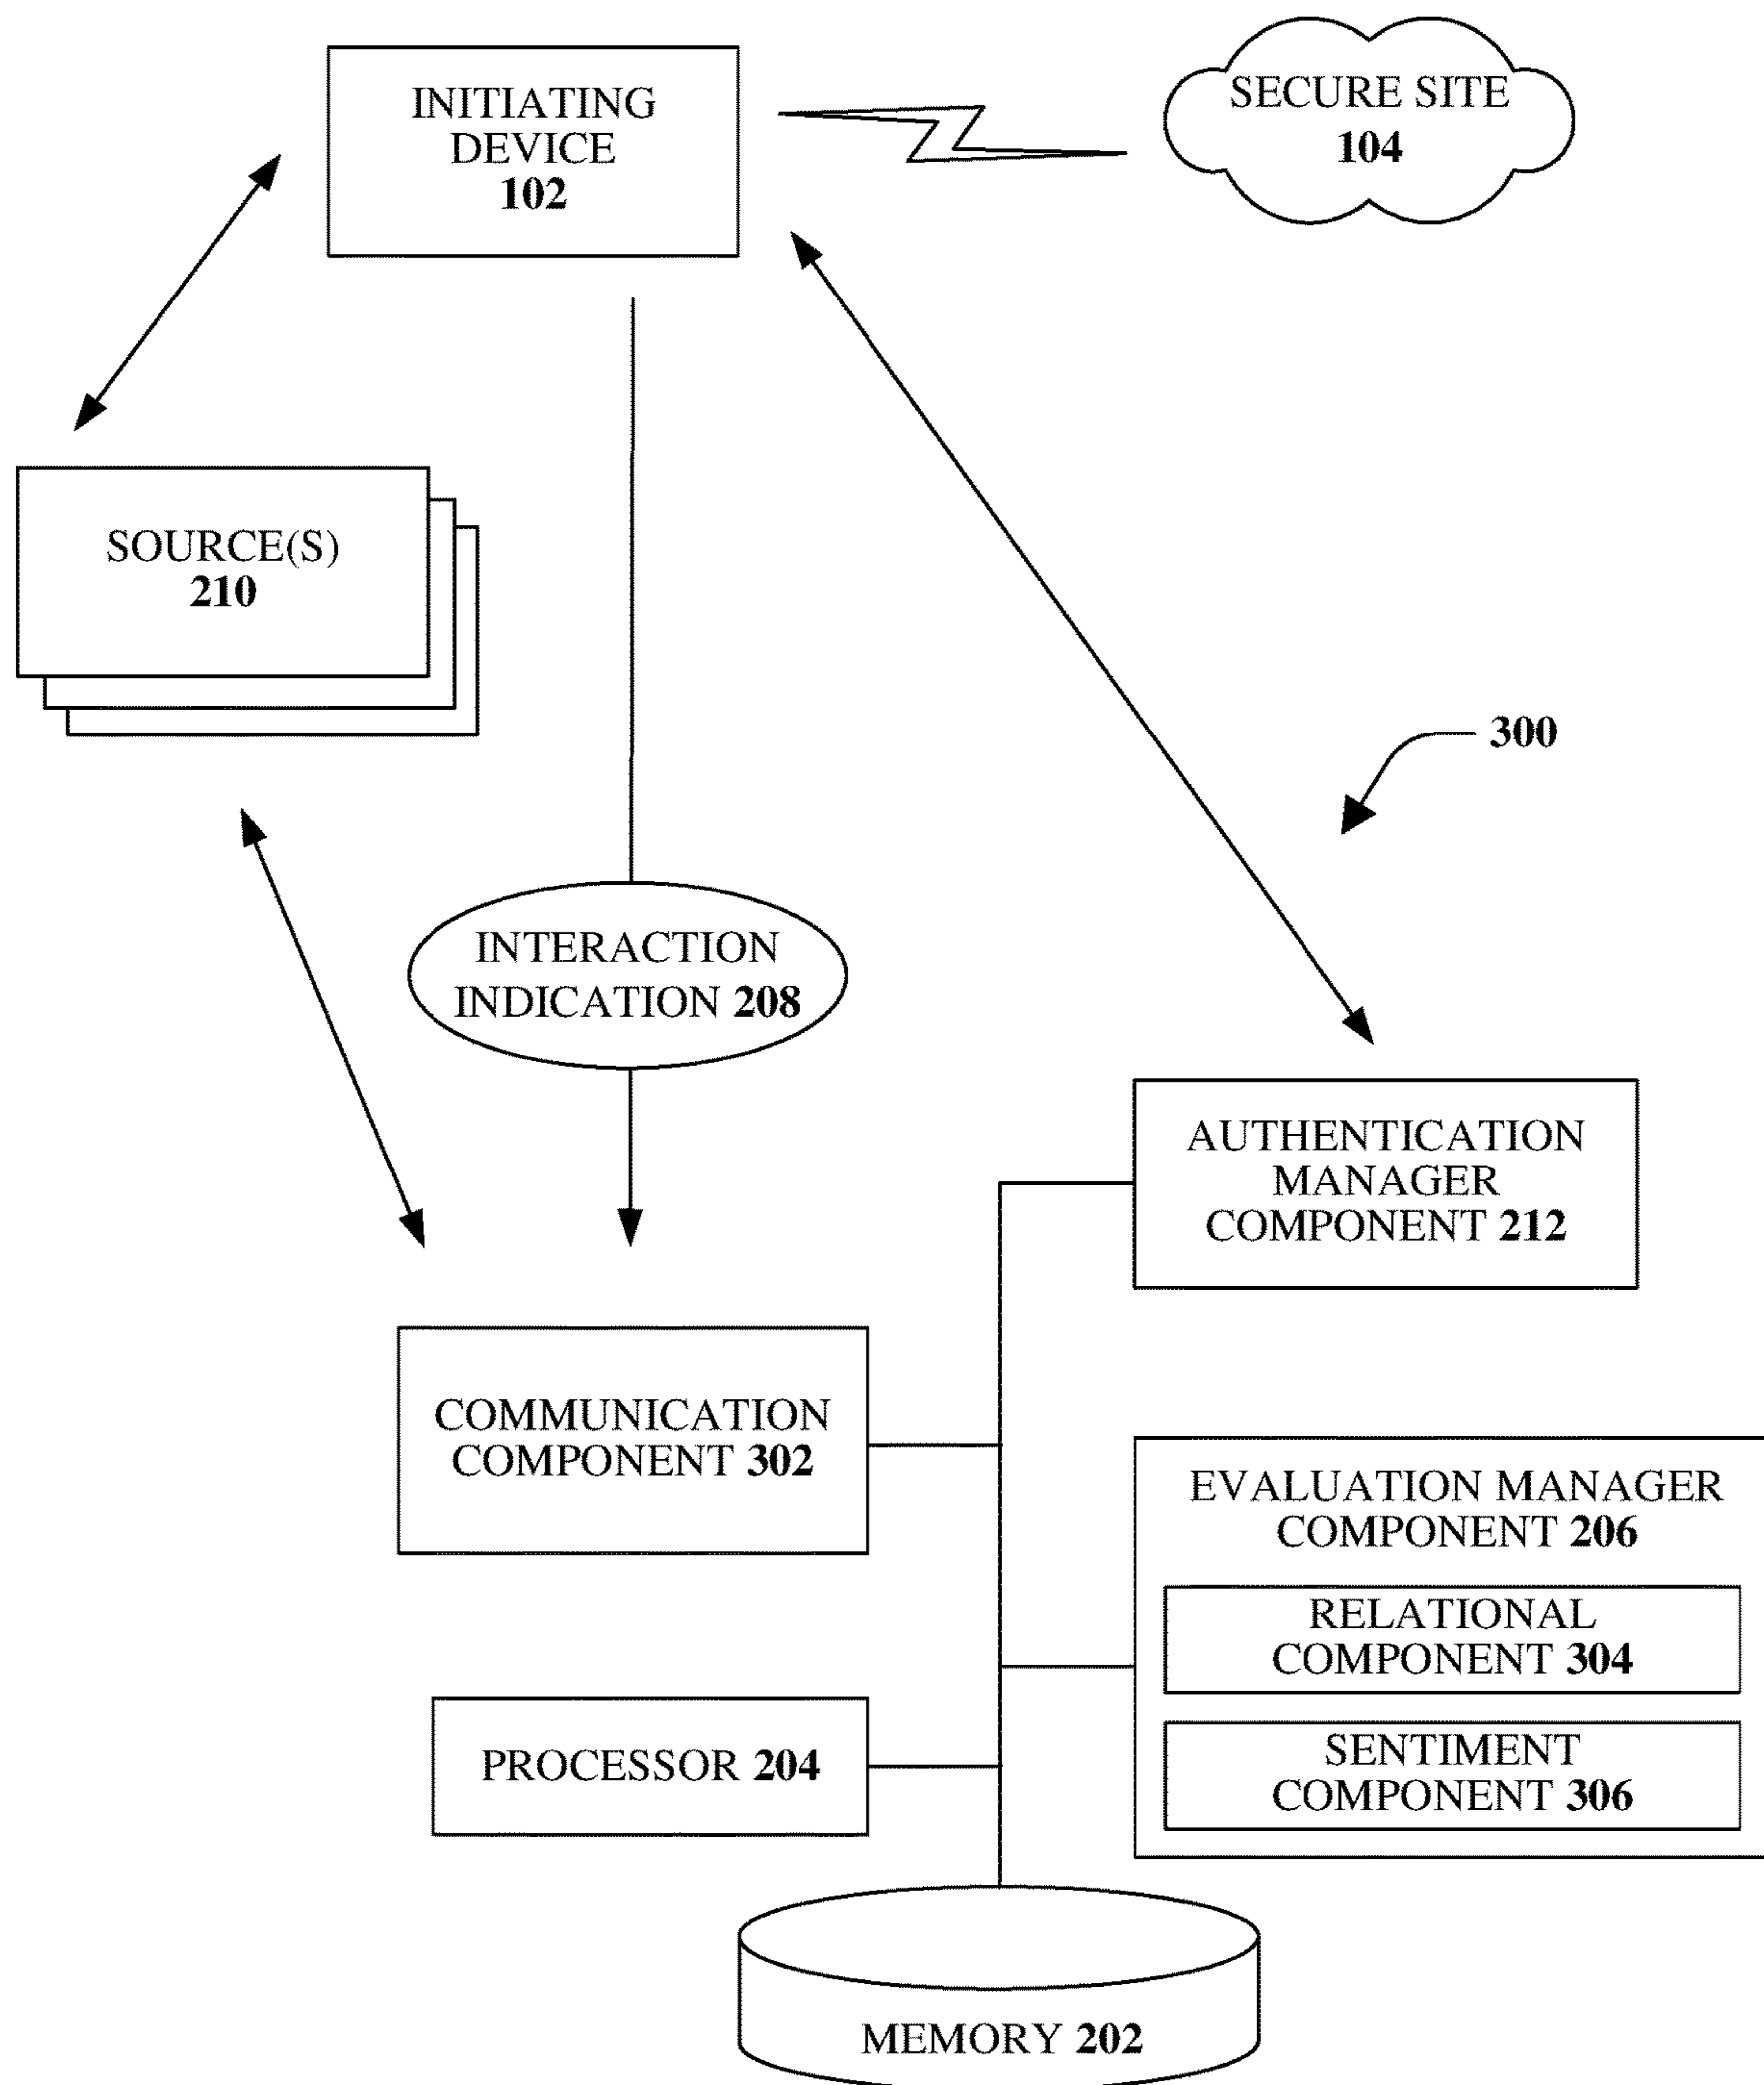 INITIATING
DEVICE
102
SECURE SITE
104
SOURCE(S)
210
300
INTERACTION
INDICATION 208
AUTHENTICATION
MANAGER
COMPONENT 212
COMMUNICATION
COMPONENT 302
EVALUATION MANAGER
COMPONENT 206
RELATIONAL
COMPONENT 304
SENTIMENT
COMPONENT 306
PROCESSOR 204
MEMORY 202